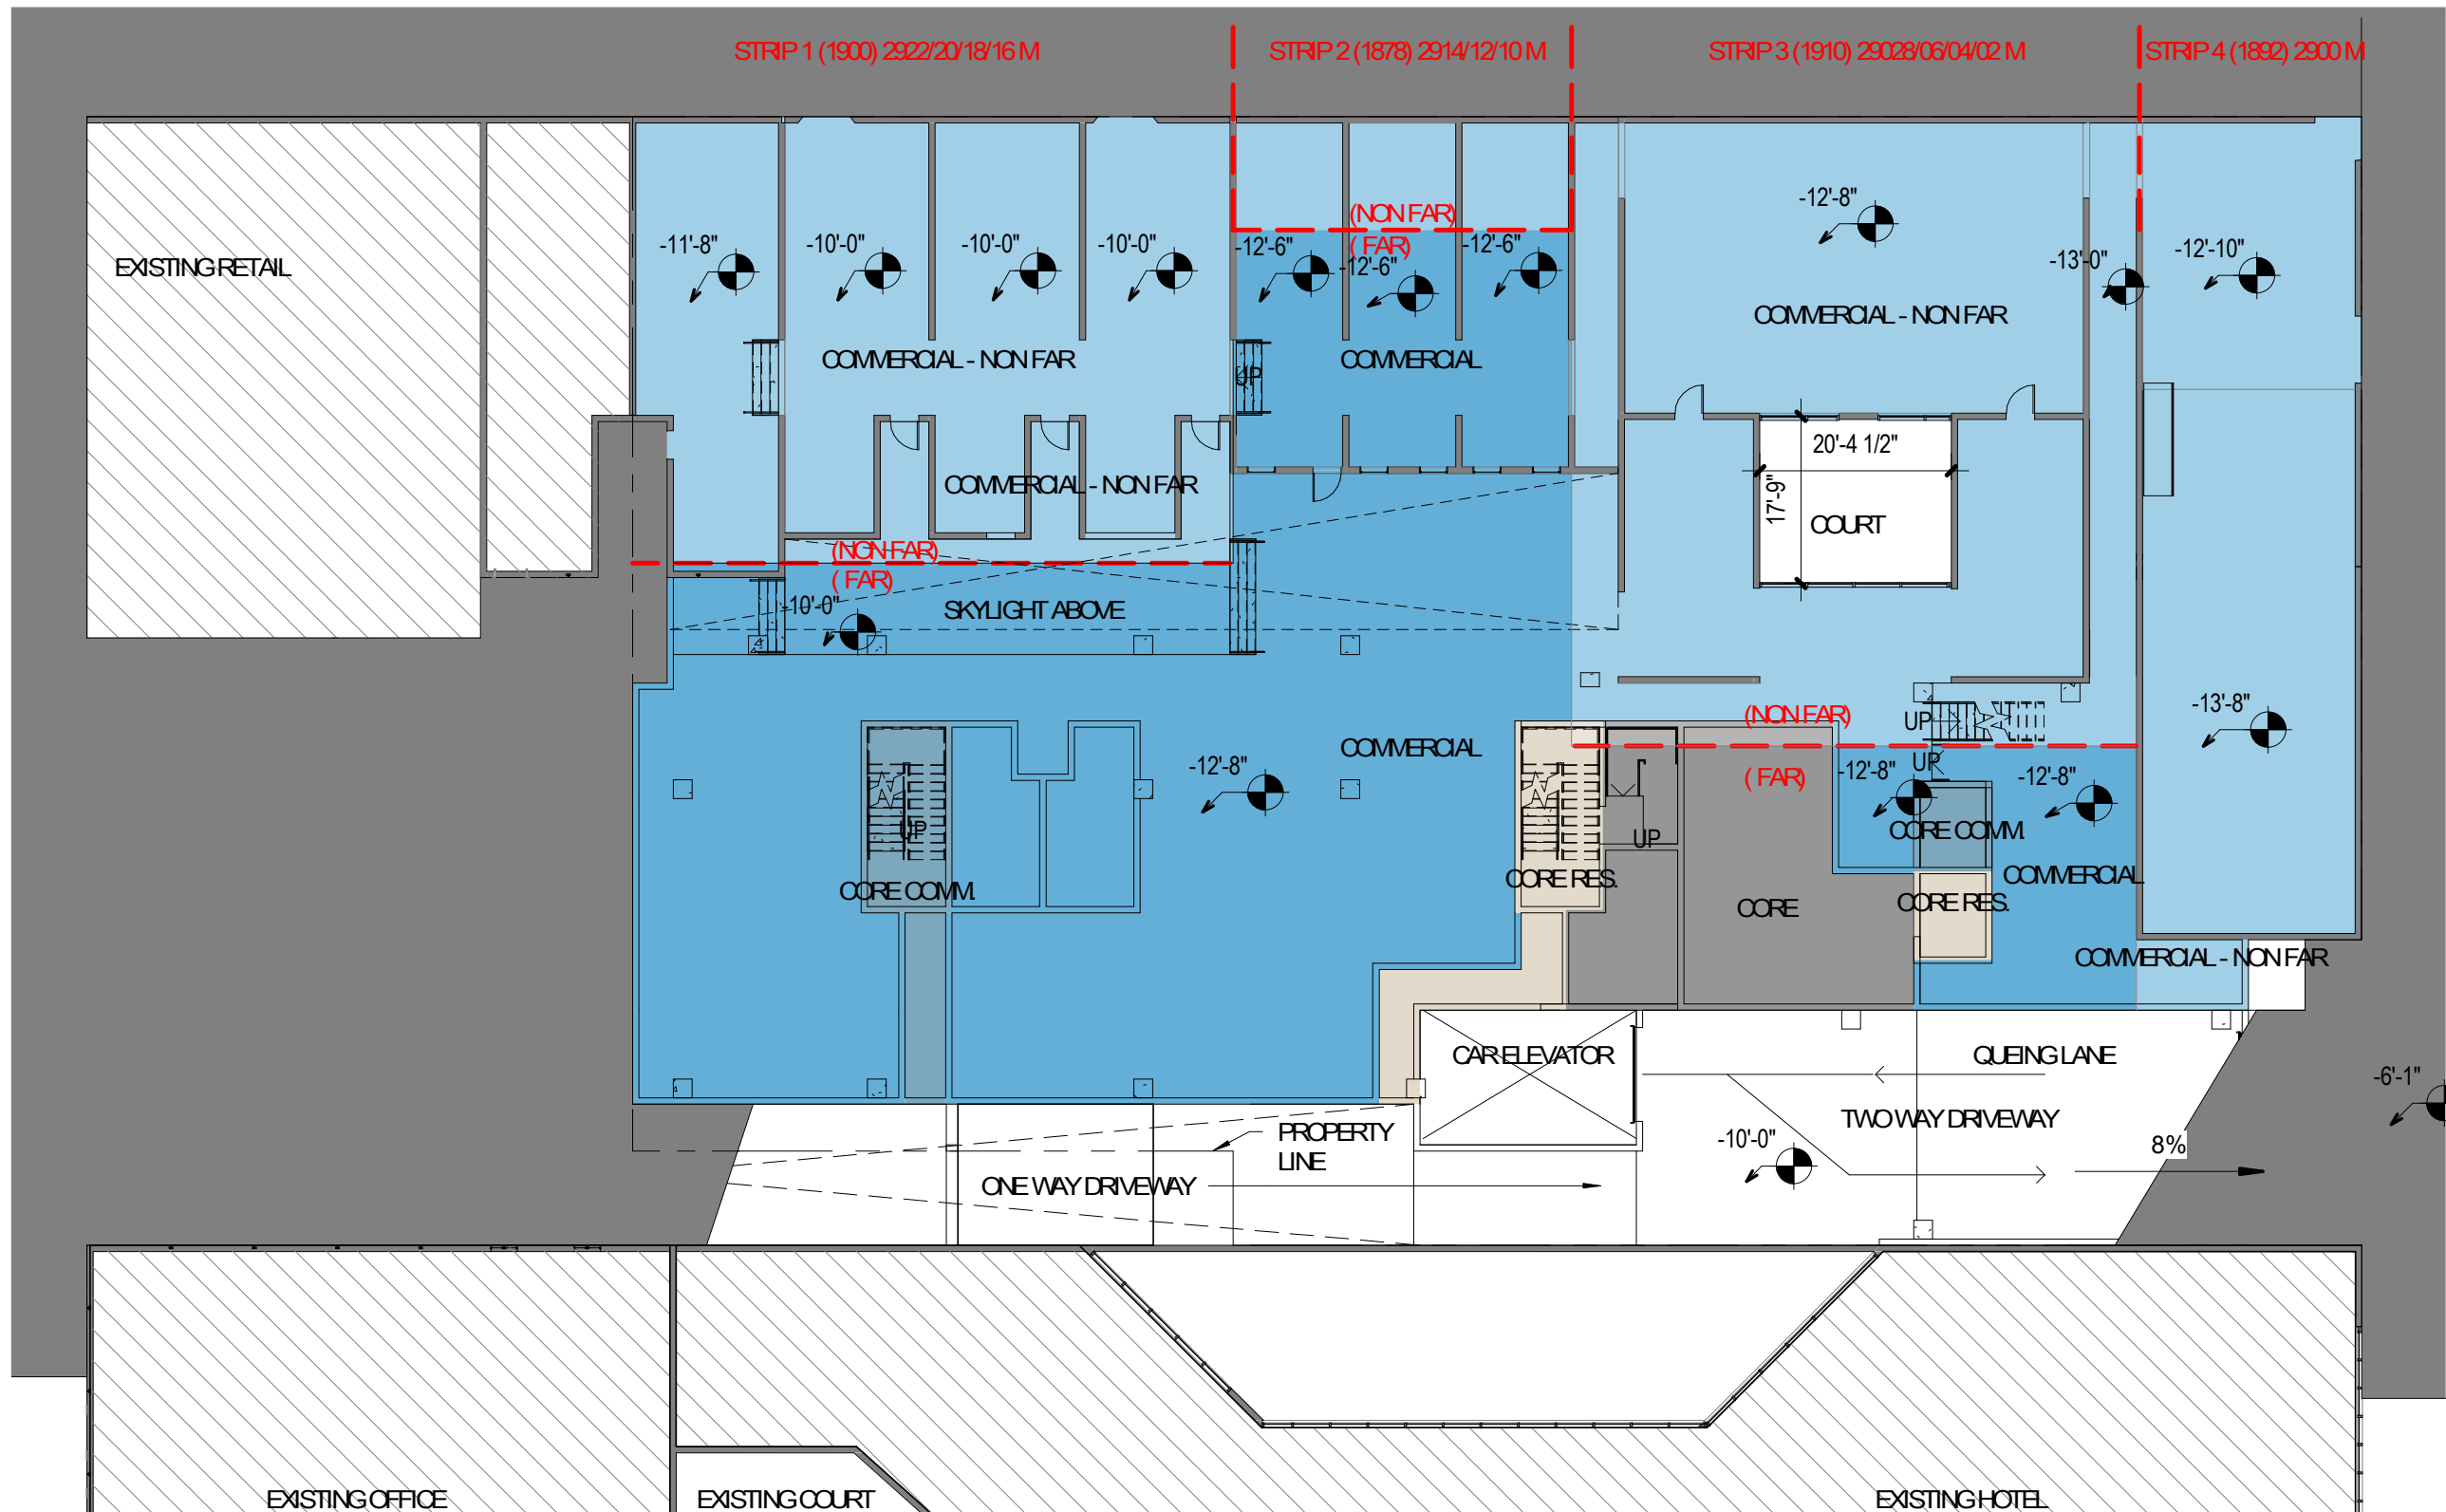 STRIP 1 (1900) 2922/20/18/16 M
STRIP 2 (1878) 2914/12/10 M
STRIP 3 (1910) 29028/06/04/02 M
STRIP 4 (1892) 2900 M
-12'-8"
(NON FAR)
(FAR)
-11'-8"
-10'-0"
-10'-0"
-10'-0"
-12'-6"
-12'-6"
-12'-6"
-13'-0"
-12'-10"
EXISTING RETAIL
COMMERCIAL - NON FAR
COMMERCIAL - NON FAR
COMMERCIAL
UP
20'-4 1/2"
17'-9"
COURT
COMMERCIAL - NON FAR
(NON FAR)
(FAR)
-10'-0"
SKYLIGHT ABOVE
-13'-8"
(NON FAR)
(FAR)
UP
UP
COMMERCIAL
-12'-8"
-12'-8"
-12'-8"
UP
UP
CORE COMM.
CORE COMM.
CORE RES.
COMMERCIAL
CORE RES.
CORE
COMMERCIAL - NON FAR
CAR ELEVATOR
QUEING LANE
-6'-1"
TWO WAY DRIVEWAY
PROPERTY
LINE
-10'-0"
8%
ONE WAY DRIVEWAY
EXISTING OFFICE
EXISTING COURT
EXISTING HOTEL